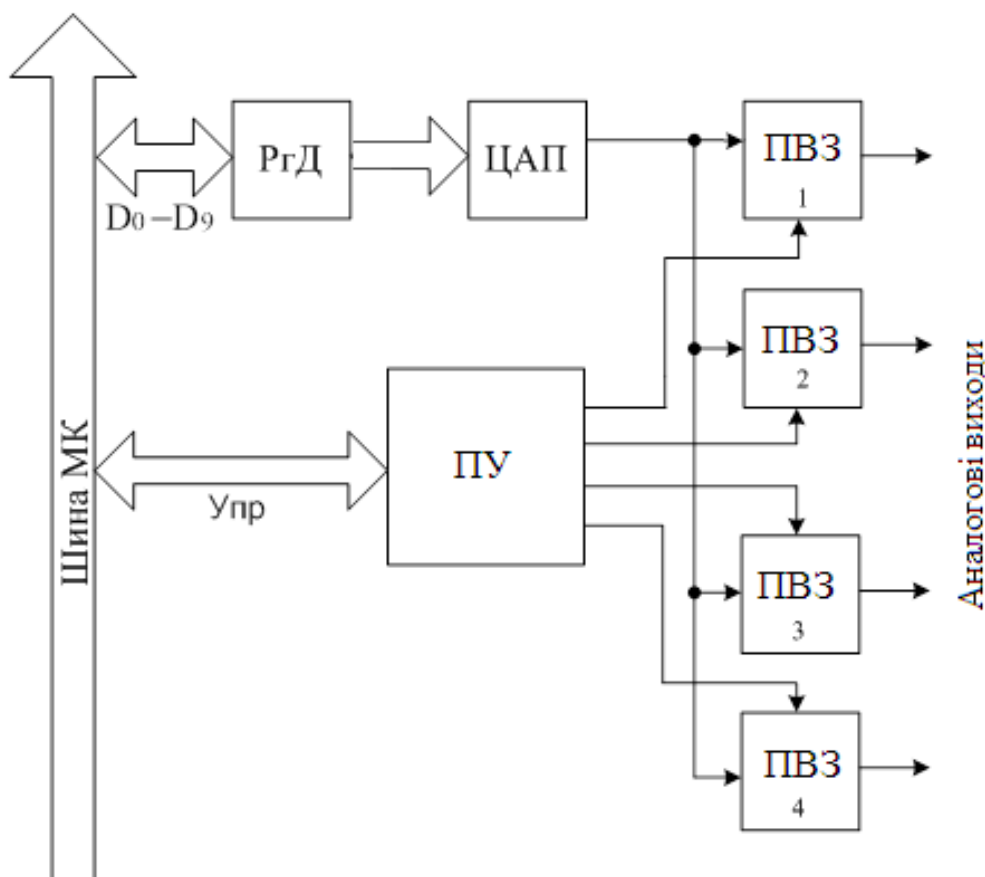 РгД
ЦАП
ПВЗ
1
D0–D9
ПВЗ
2
Шина МК
Упр
ПУ
Аналогові виходи
ПВЗ
3
ПВЗ
4